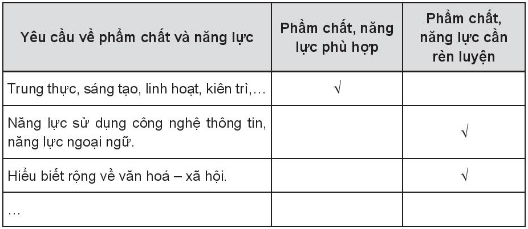 Yêu cầu về phẩm chất và năng lực
Phẩm chất, năng
lực phù hợp
Phẩm chất,
năng lực cần
rèn luyện
Trung thực, sáng tạo, linh hoạt, kiên trì,...
√
Năng lực sử dụng công nghệ thông tin,
năng lực ngoại ngữ.
√
Hiểu biết rộng về văn hoá – xã hội.
√
...